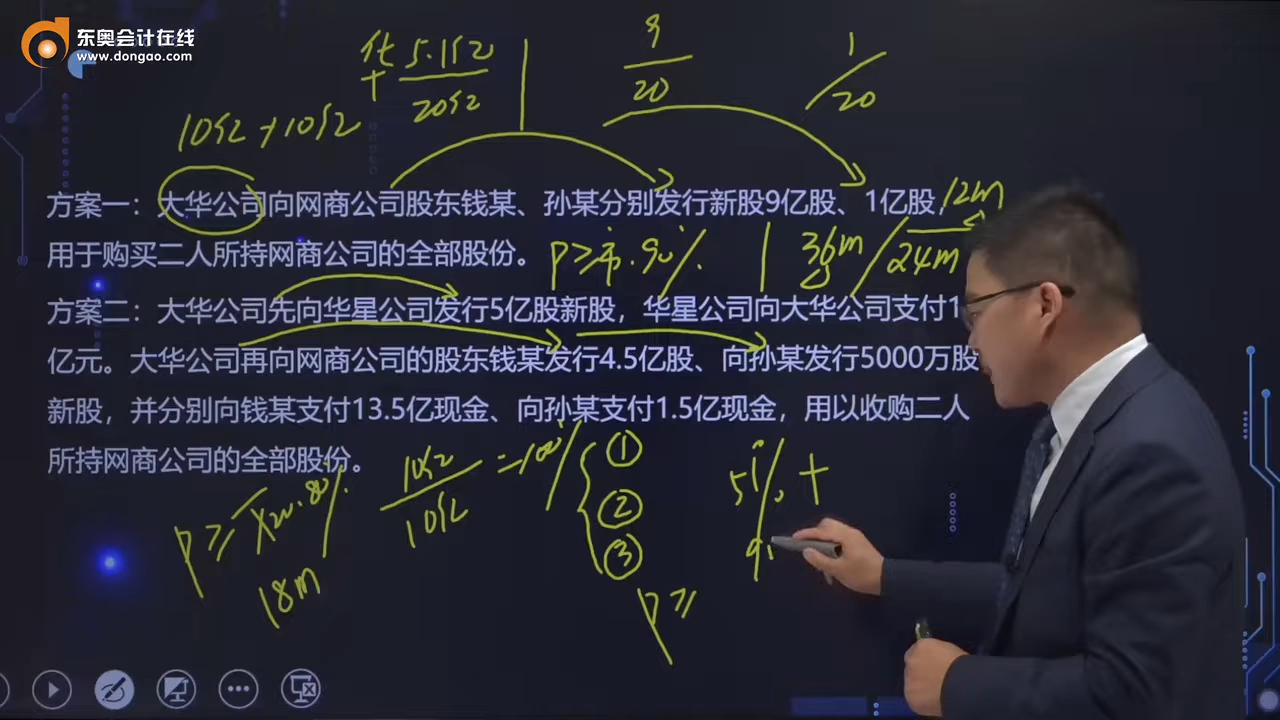 东奥会计在线
www.dongao.com
华 5.1亿 / 20亿
9 / 20
1 / 20
10亿+10亿
方案一：大华公司向网商公司股东钱某、孙某分别发行新股9亿股、1亿股，
12m
用于购买二人所持网商公司的全部股份。
P≥市·90%
36m / 24m
方案二：大华公司先向华星公司发行5亿股新股，华星公司向大华公司支付1
亿元。大华公司再向网商公司的股东钱某发行4.5亿股、向孙某发行5000万股
新股，并分别向钱某支付13.5亿现金、向孙某支付1.5亿现金，用以收购二人
所持网商公司的全部股份。
10亿 / 10亿 =100%
① ② ③
51% +
P≥ 20·80%
18m
P≥